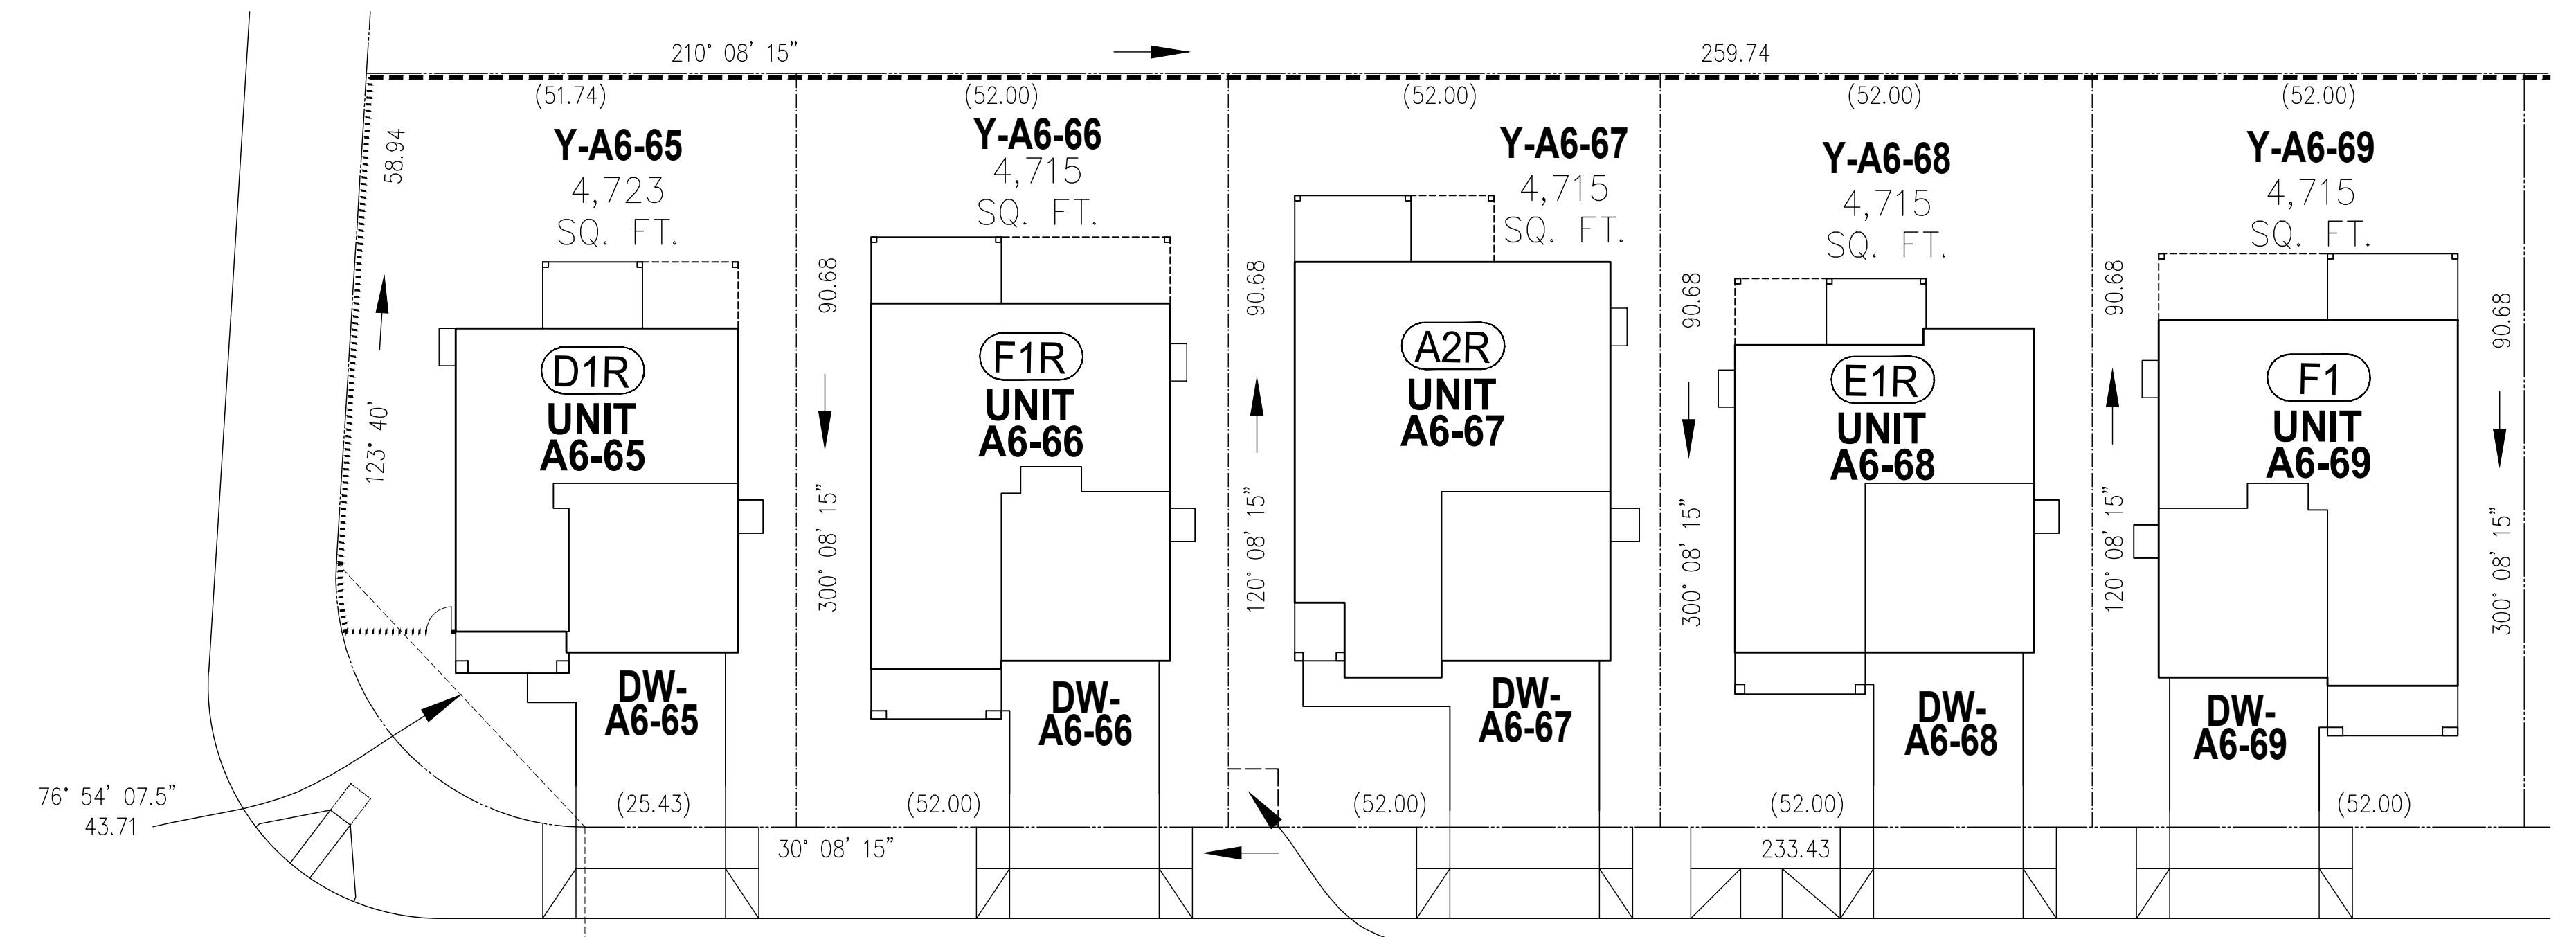 210° 08' 15"
259.74
(51.74)
(52.00)
(52.00)
(52.00)
(52.00)
58.94
123° 40'
Y-A6-65
4,723
SQ. FT.
D1R
UNIT
A6-65
DW-
A6-65
90.68
300° 08' 15"
Y-A6-66
4,715
SQ. FT.
F1R
UNIT
A6-66
DW-
A6-66
90.68
120° 08' 15"
Y-A6-67
4,715
SQ. FT.
A2R
UNIT
A6-67
DW-
A6-67
90.68
300° 08' 15"
Y-A6-68
4,715
SQ. FT.
E1R
UNIT
A6-68
DW-
A6-68
90.68
120° 08' 15"
Y-A6-69
4,715
SQ. FT.
F1
UNIT
A6-69
DW-
A6-69
90.68
300° 08' 15"
76° 54' 07.5"
43.71
(25.43)
(52.00)
(52.00)
(52.00)
(52.00)
30° 08' 15"
233.43